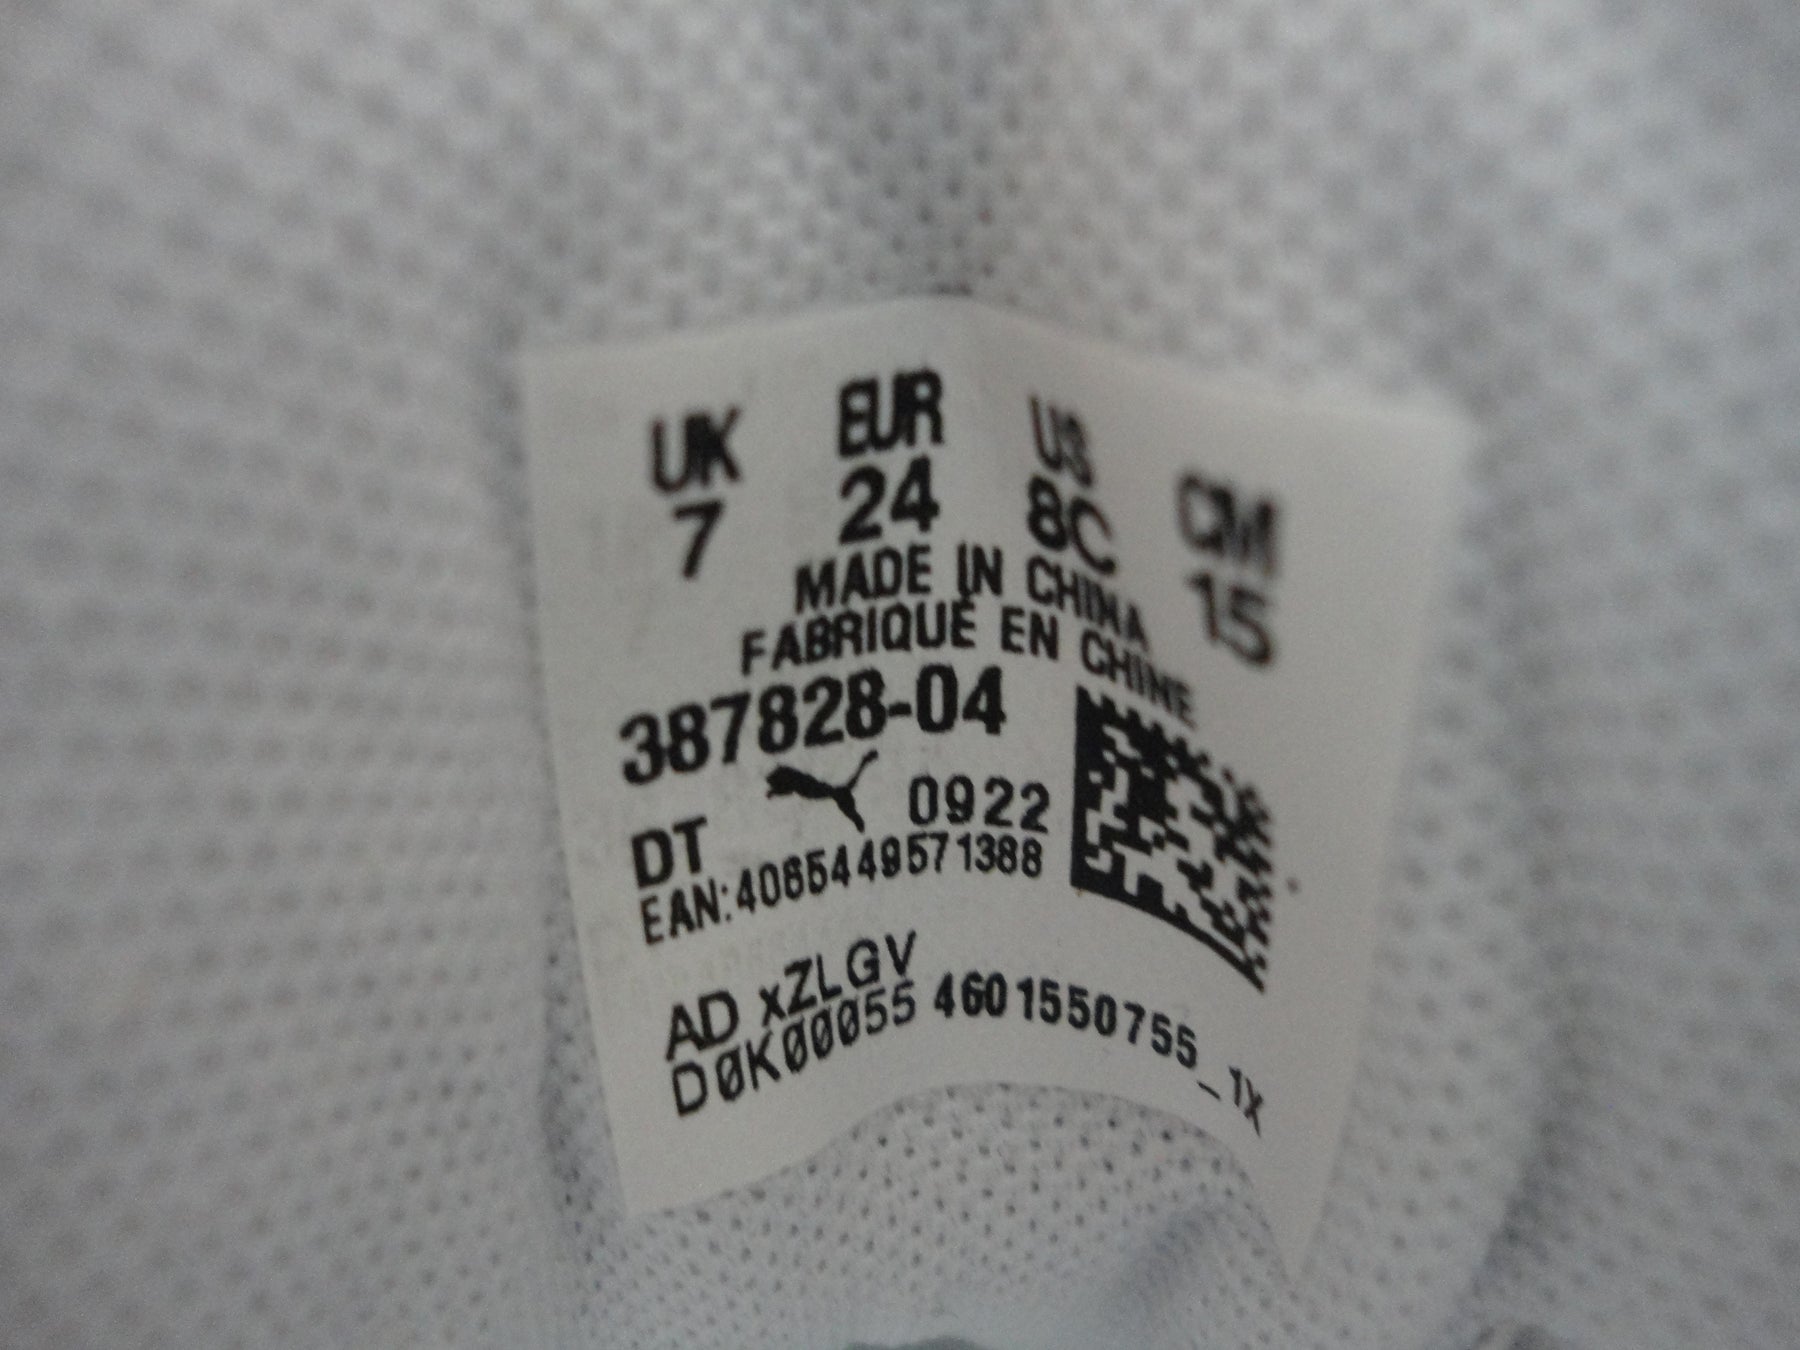 UK EUR US CM
7 24 8C 15
MADE IN CHINA
FABRIQUÉ EN CHINE
387828-04
DT 0922
EAN:4065449571388
AD xZLGV
DØKØØØ55 4601550755_1X